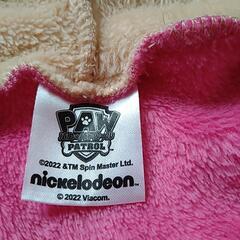 PAW
PATROL
©2022 &TM Spin Master Ltd.
nickelodeon
© 2022 Viacom.